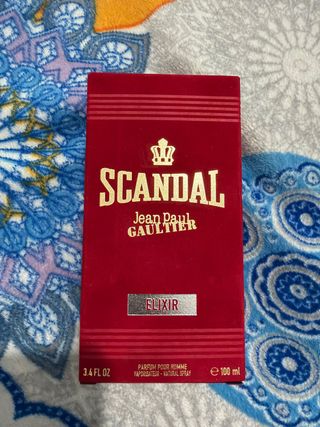 SCANDAL
Jean Paul
GAULTIER
ELIXIR
3.4 FL OZ PARFUM POUR HOMME ℮ 100 ml
VAPORISATEUR - NATURAL SPRAY